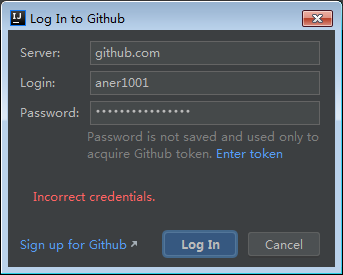 IJ Log In to Github
Server: github.com
Login: aner1001
Password: ••••••••••••••••
Password is not saved and used only to
acquire Github token. Enter token
Incorrect credentials.
Sign up for Github ↗ Log In Cancel